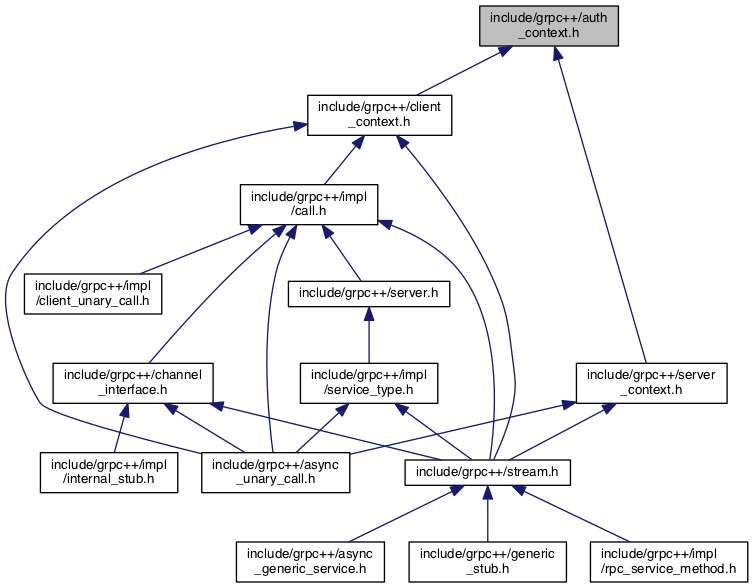 include/grpc++/auth
_context.h
include/grpc++/client
_context.h
include/grpc++/impl
/call.h
include/grpc++/impl
/client_unary_call.h
include/grpc++/server.h
include/grpc++/channel
_interface.h
include/grpc++/impl
/service_type.h
include/grpc++/server
_context.h
include/grpc++/impl
/internal_stub.h
include/grpc++/async
_unary_call.h
include/grpc++/stream.h
include/grpc++/async
_generic_service.h
include/grpc++/generic
_stub.h
include/grpc++/impl
/rpc_service_method.h